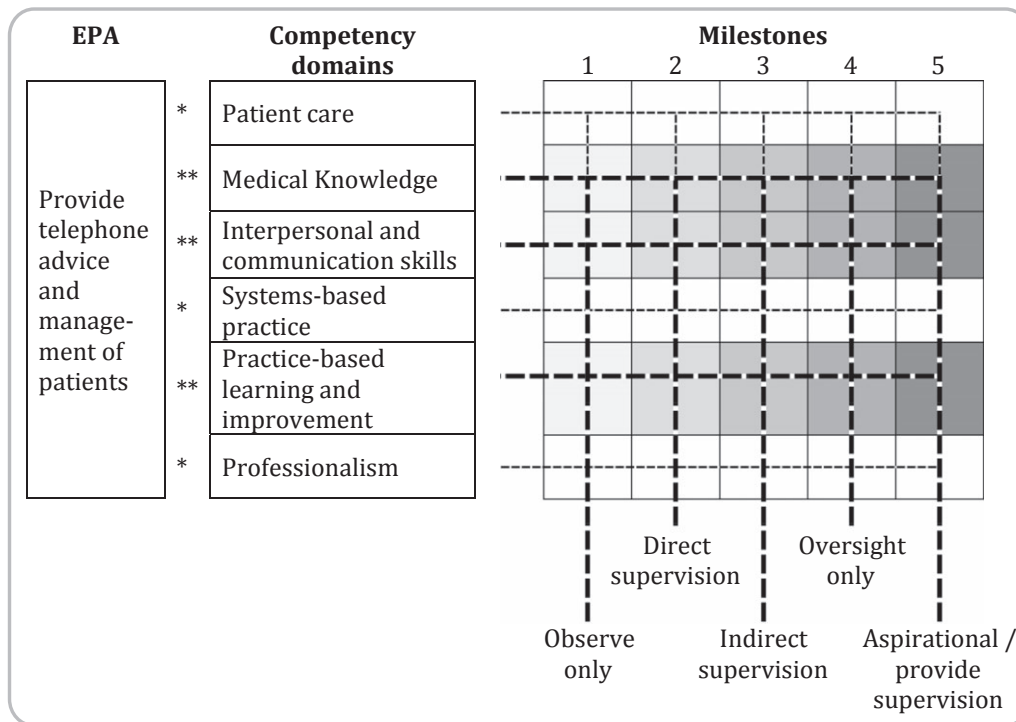 EPA
Competency
domains
Milestones
1 2 3 4 5
Provide
telephone
advice
and
manage-
ment of
patients
* Patient care
** Medical Knowledge
** Interpersonal and
communication skills
* Systems-based
practice
** Practice-based
learning and
improvement
* Professionalism
Direct
supervision
Oversight
only
Observe
only
Indirect
supervision
Aspirational /
provide
supervision